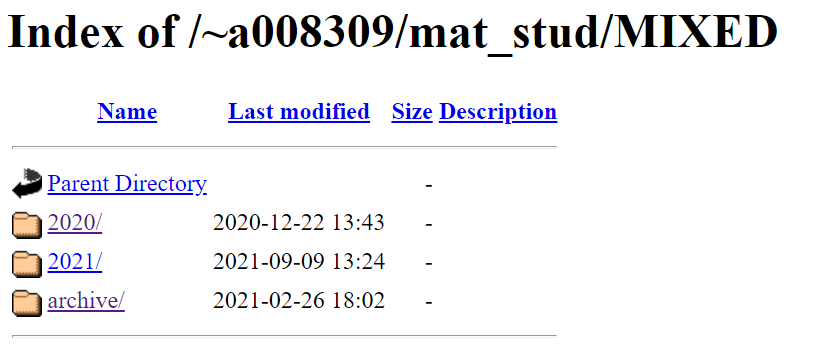 Index of /~a008309/mat_stud/MIXED
Name Last modified Size Description
Parent Directory -
2020/ 2020-12-22 13:43 -
2021/ 2021-09-09 13:24 -
archive/ 2021-02-26 18:02 -